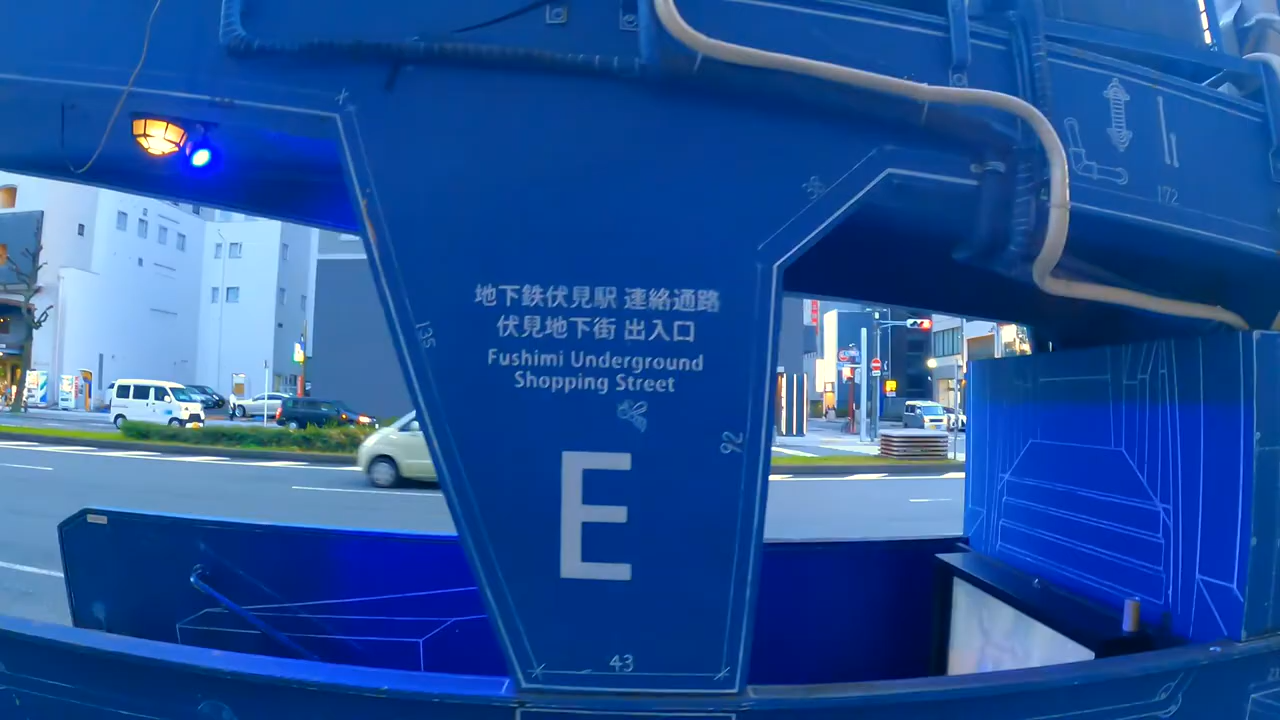 地下鉄伏見駅 連絡通路
伏見地下街 出入口
Fushimi Underground
Shopping Street
E
135
92
43
172